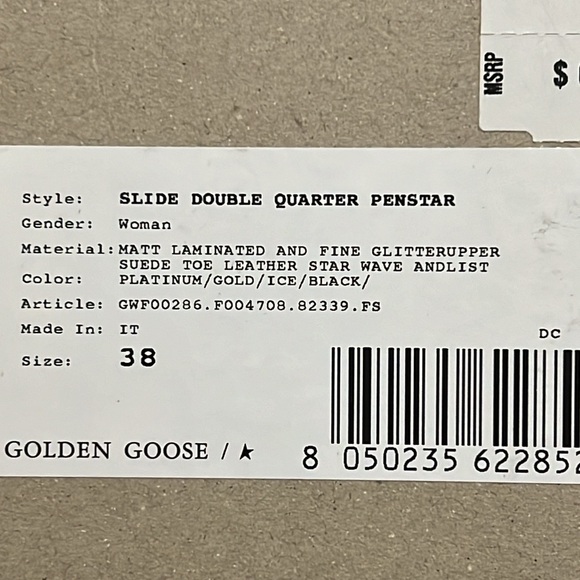 MSRP
$
Style: SLIDE DOUBLE QUARTER PENSTAR
Gender: Woman
Material: MATT LAMINATED AND FINE GLITTERUPPER
SUEDE TOE LEATHER STAR WAVE ANDLIST
Color: PLATINUM/GOLD/ICE/BLACK/
Article: GWF00286.F004708.82339.FS
Made In: IT
DC
Size: 38
GOLDEN GOOSE /
8 050235 622852